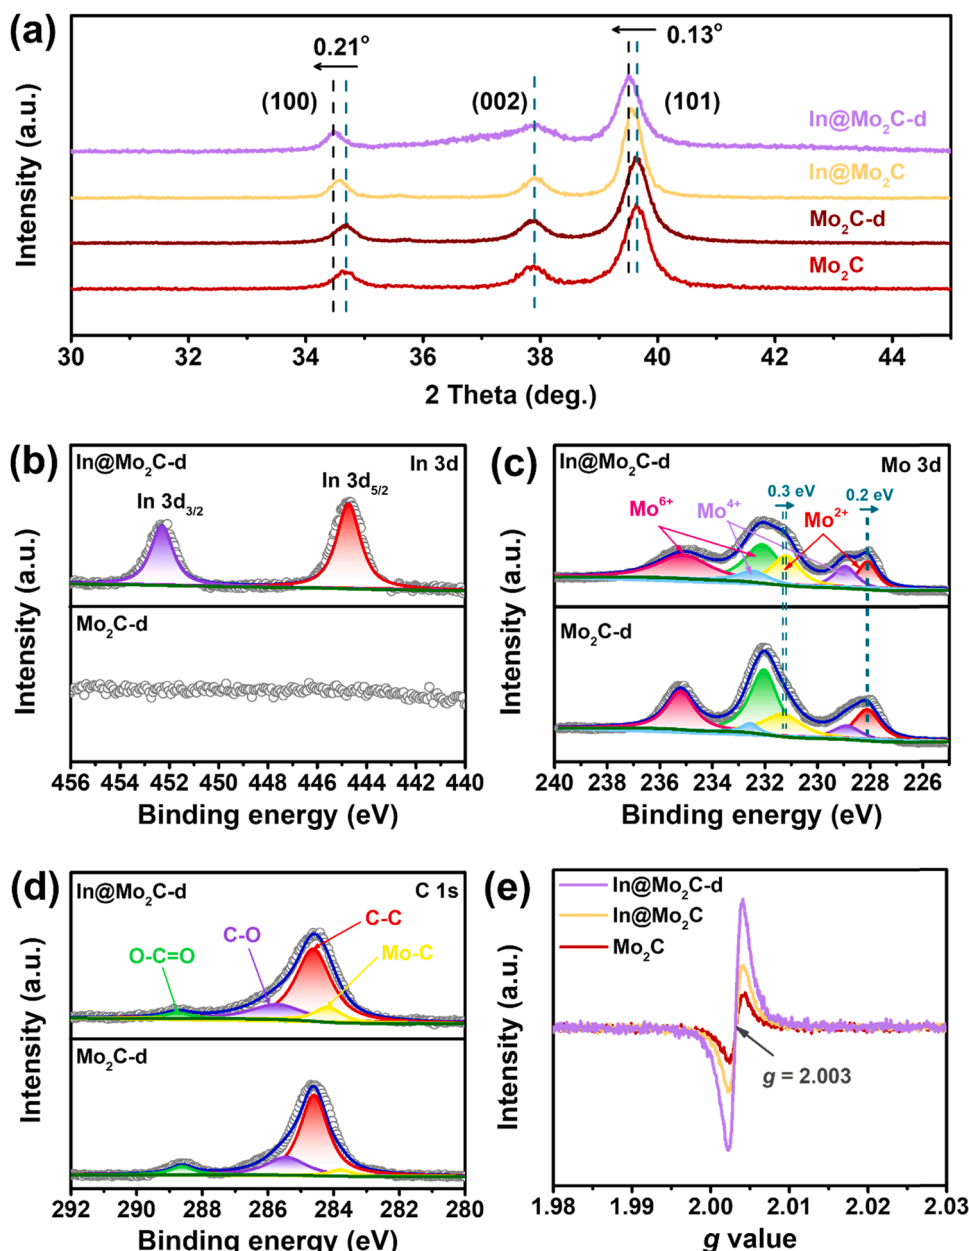 (a)
0.21°
0.13°
(100)
(002)
(101)
In@Mo₂C-d
In@Mo₂C
Mo₂C-d
Mo₂C
Intensity (a.u.)
30 32 34 36 38 40 42 44
2 Theta (deg.)
(b)
In@Mo₂C-d
In 3d
In 3d₃/₂
In 3d₅/₂
Mo₂C-d
Intensity (a.u.)
456 454 452 450 448 446 444 442 440
Binding energy (eV)
(c)
In@Mo₂C-d
Mo 3d
0.3 eV
0.2 eV
Mo⁶⁺
Mo⁴⁺
Mo²⁺
Mo₂C-d
Intensity (a.u.)
240 238 236 234 232 230 228 226
Binding energy (eV)
(d)
In@Mo₂C-d
C 1s
C-C
C-O
O-C=O
Mo-C
Mo₂C-d
Intensity (a.u.)
292 290 288 286 284 282 280
Binding energy (eV)
(e)
In@Mo₂C-d
In@Mo₂C
Mo₂C
g = 2.003
Intensity (a.u.)
1.98 1.99 2.00 2.01 2.02 2.03
g value